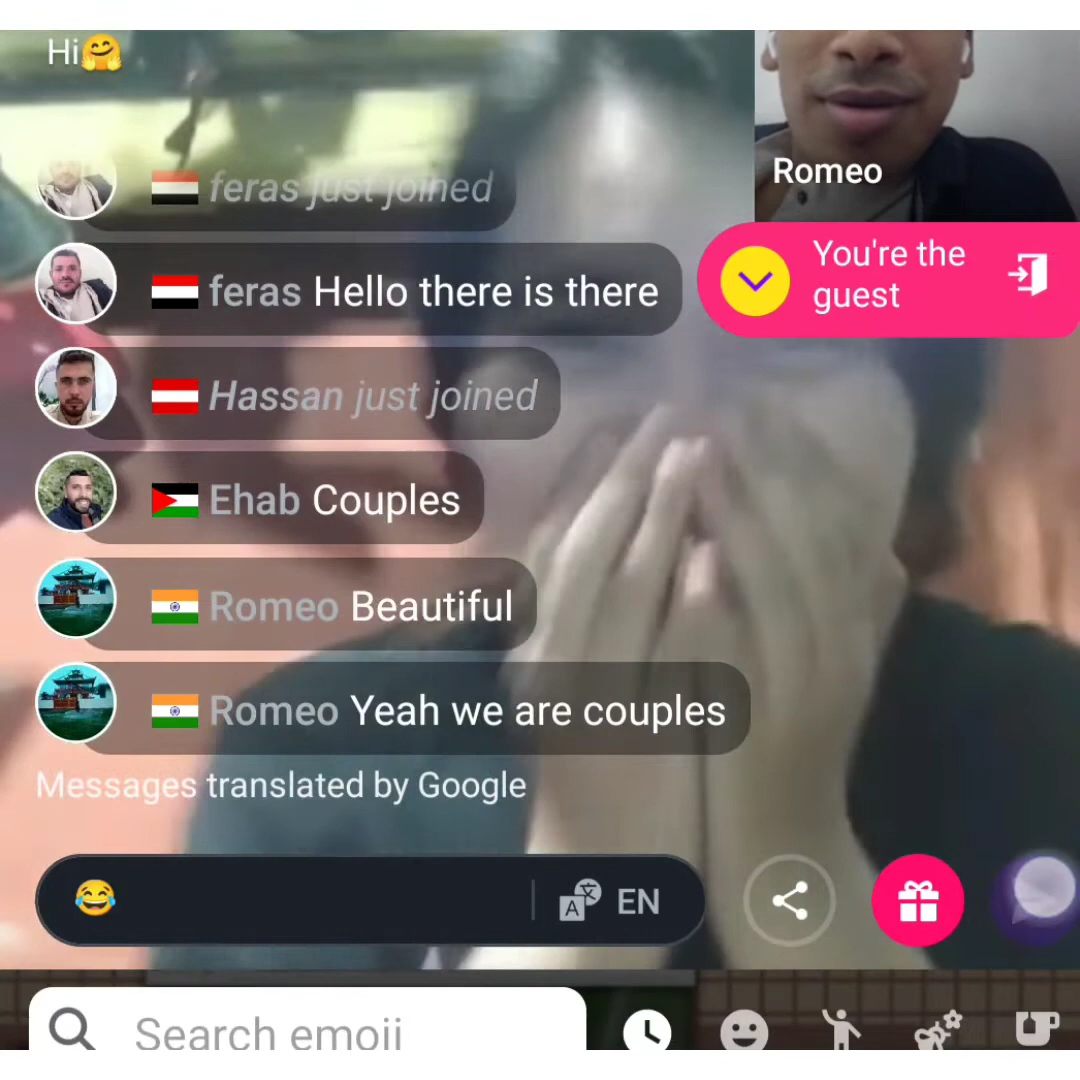 Hi🤗
Romeo
feras just joined
You're the
guest
feras Hello there is there
Hassan just joined
Ehab Couples
Romeo Beautiful
Romeo Yeah we are couples
Messages translated by Google
😂
A 文 EN
Search emoji